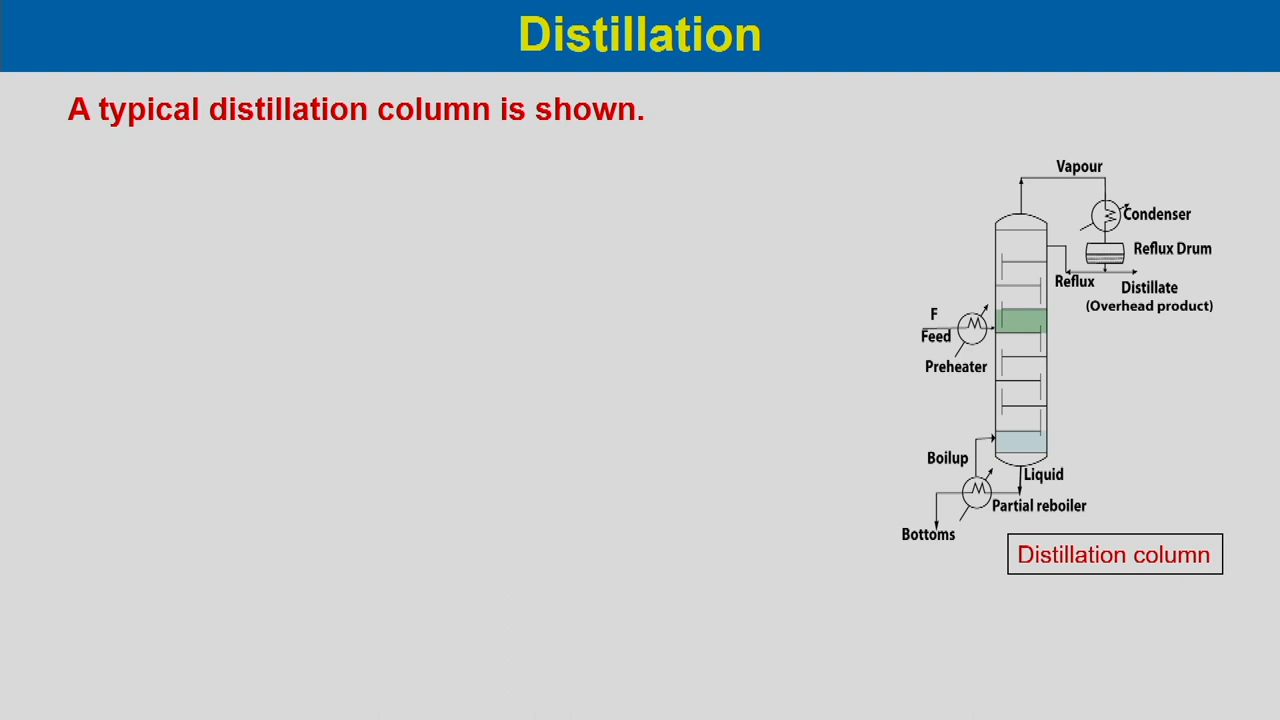 Distillation
A typical distillation column is shown.
Vapour
Condenser
Reflux Drum
Reflux
Distillate
(Overhead product)
F
Feed
Preheater
Boilup
Liquid
Partial reboiler
Bottoms
Distillation column